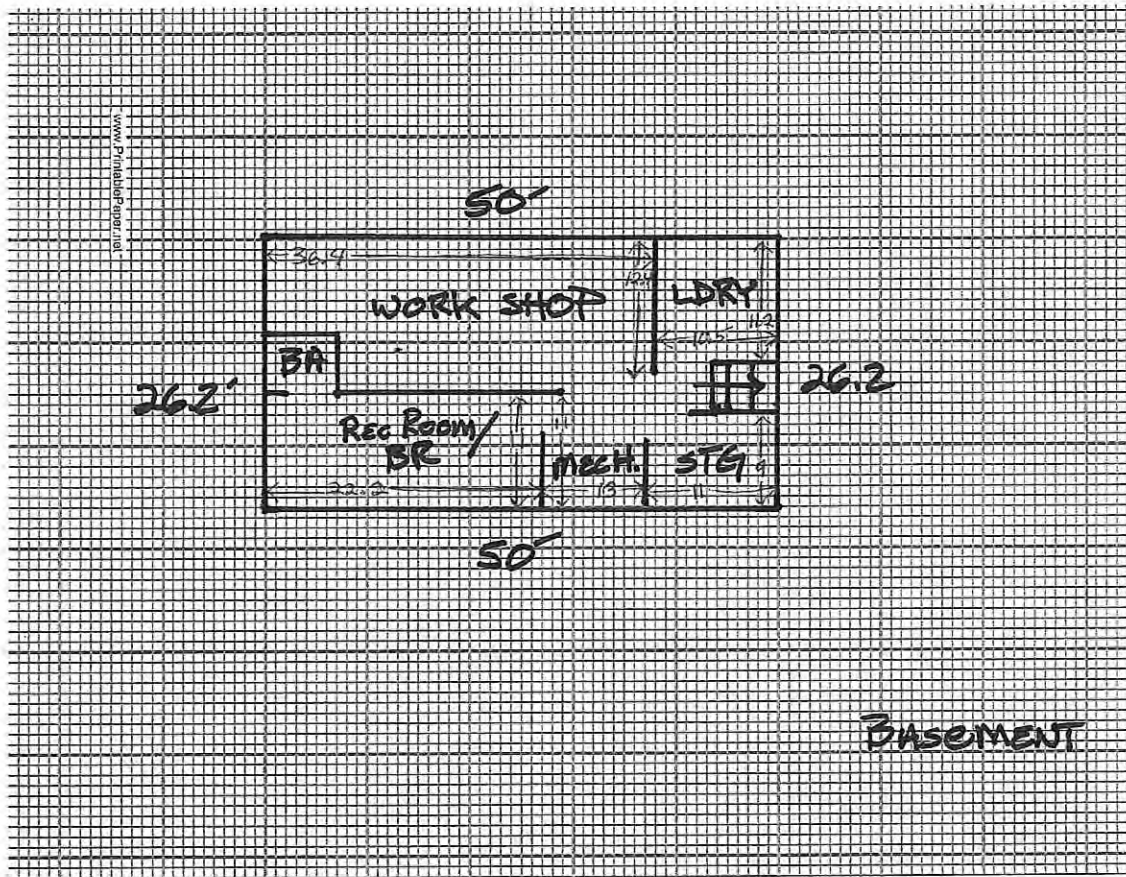 www.PrintablePaper.net
50'
36.4
12.4
WORK SHOP
LDRY
11.2
10.5
BA
26.2'
26.2
REC ROOM/
BR
11
11
MECH.
STG
9
22.2
13
11
50'
BASEMENT